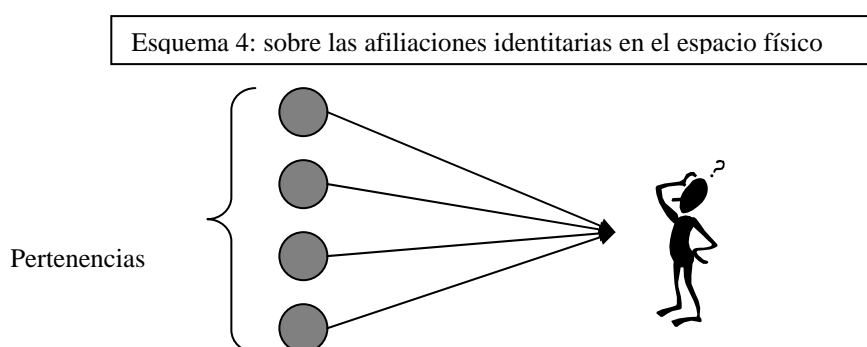 Esquema 4: sobre las afiliaciones identitarias en el espacio físico
?
Pertenencias